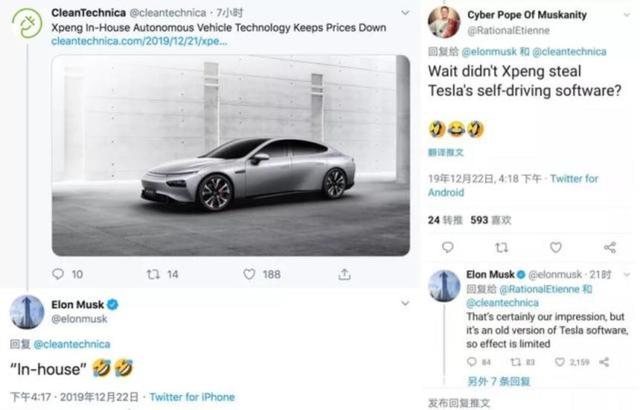 CleanTechnica @cleantechnica · 7小时
Xpeng In-House Autonomous Vehicle Technology Keeps Prices Down
cleantechnica.com/2019/12/21/xpe...
10 14 188
Elon Musk
@elonmusk
回复 @cleantechnica
“In-house” 🤣🤣
下午4:17 · 2019年12月22日 · Twitter for iPhone
Cyber Pope Of Muskanity
@RationalEtienne
回复给 @elonmusk 和 @cleantechnica
Wait didn't Xpeng steal
Tesla's self-driving software?
🤣😂🤣
翻译推文
19年12月22日, 4:18 下午 · Twitter for
Android
24 转推 593 喜欢
Elon Musk @elonmusk · 21时
回复给 @RationalEtienne 和
@cleantechnica
That's certainly our impression, but
it's an old version of Tesla software,
so effect is limited
84 83 2,159
另外 7 条回复
发布回复推文